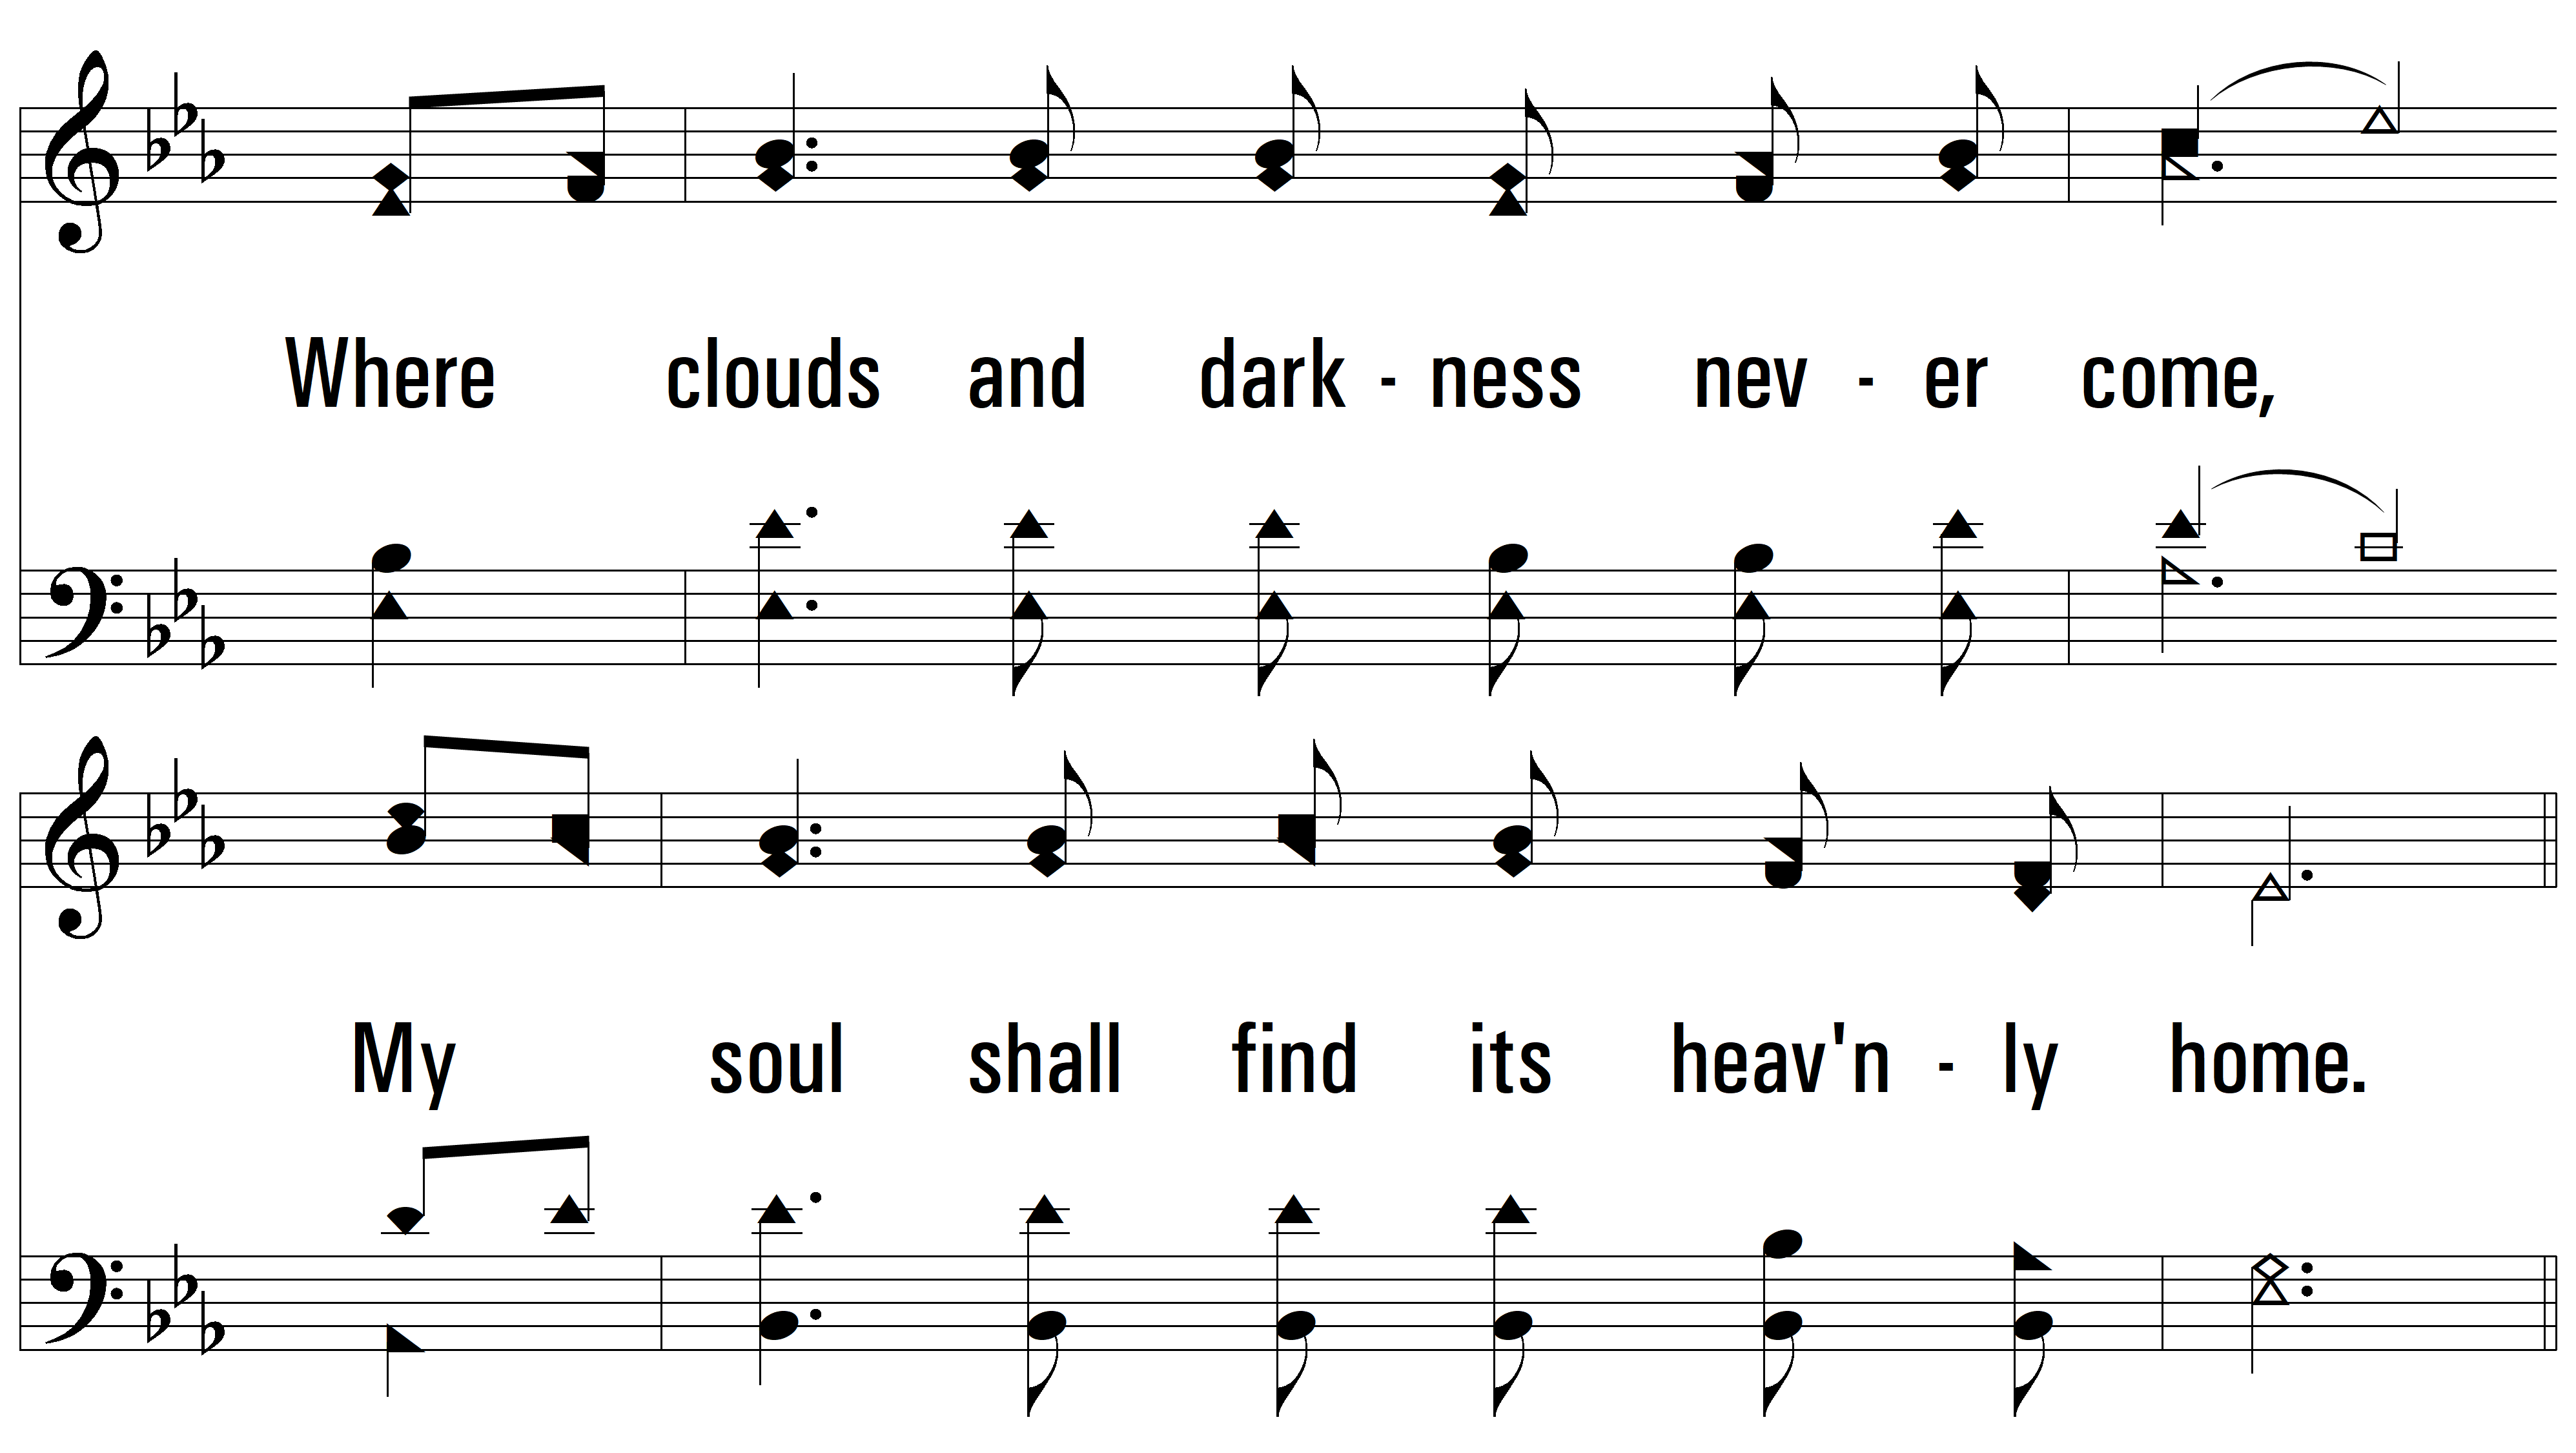 Where clouds and dark - ness nev - er come,
My soul shall find its heav'n - ly home.